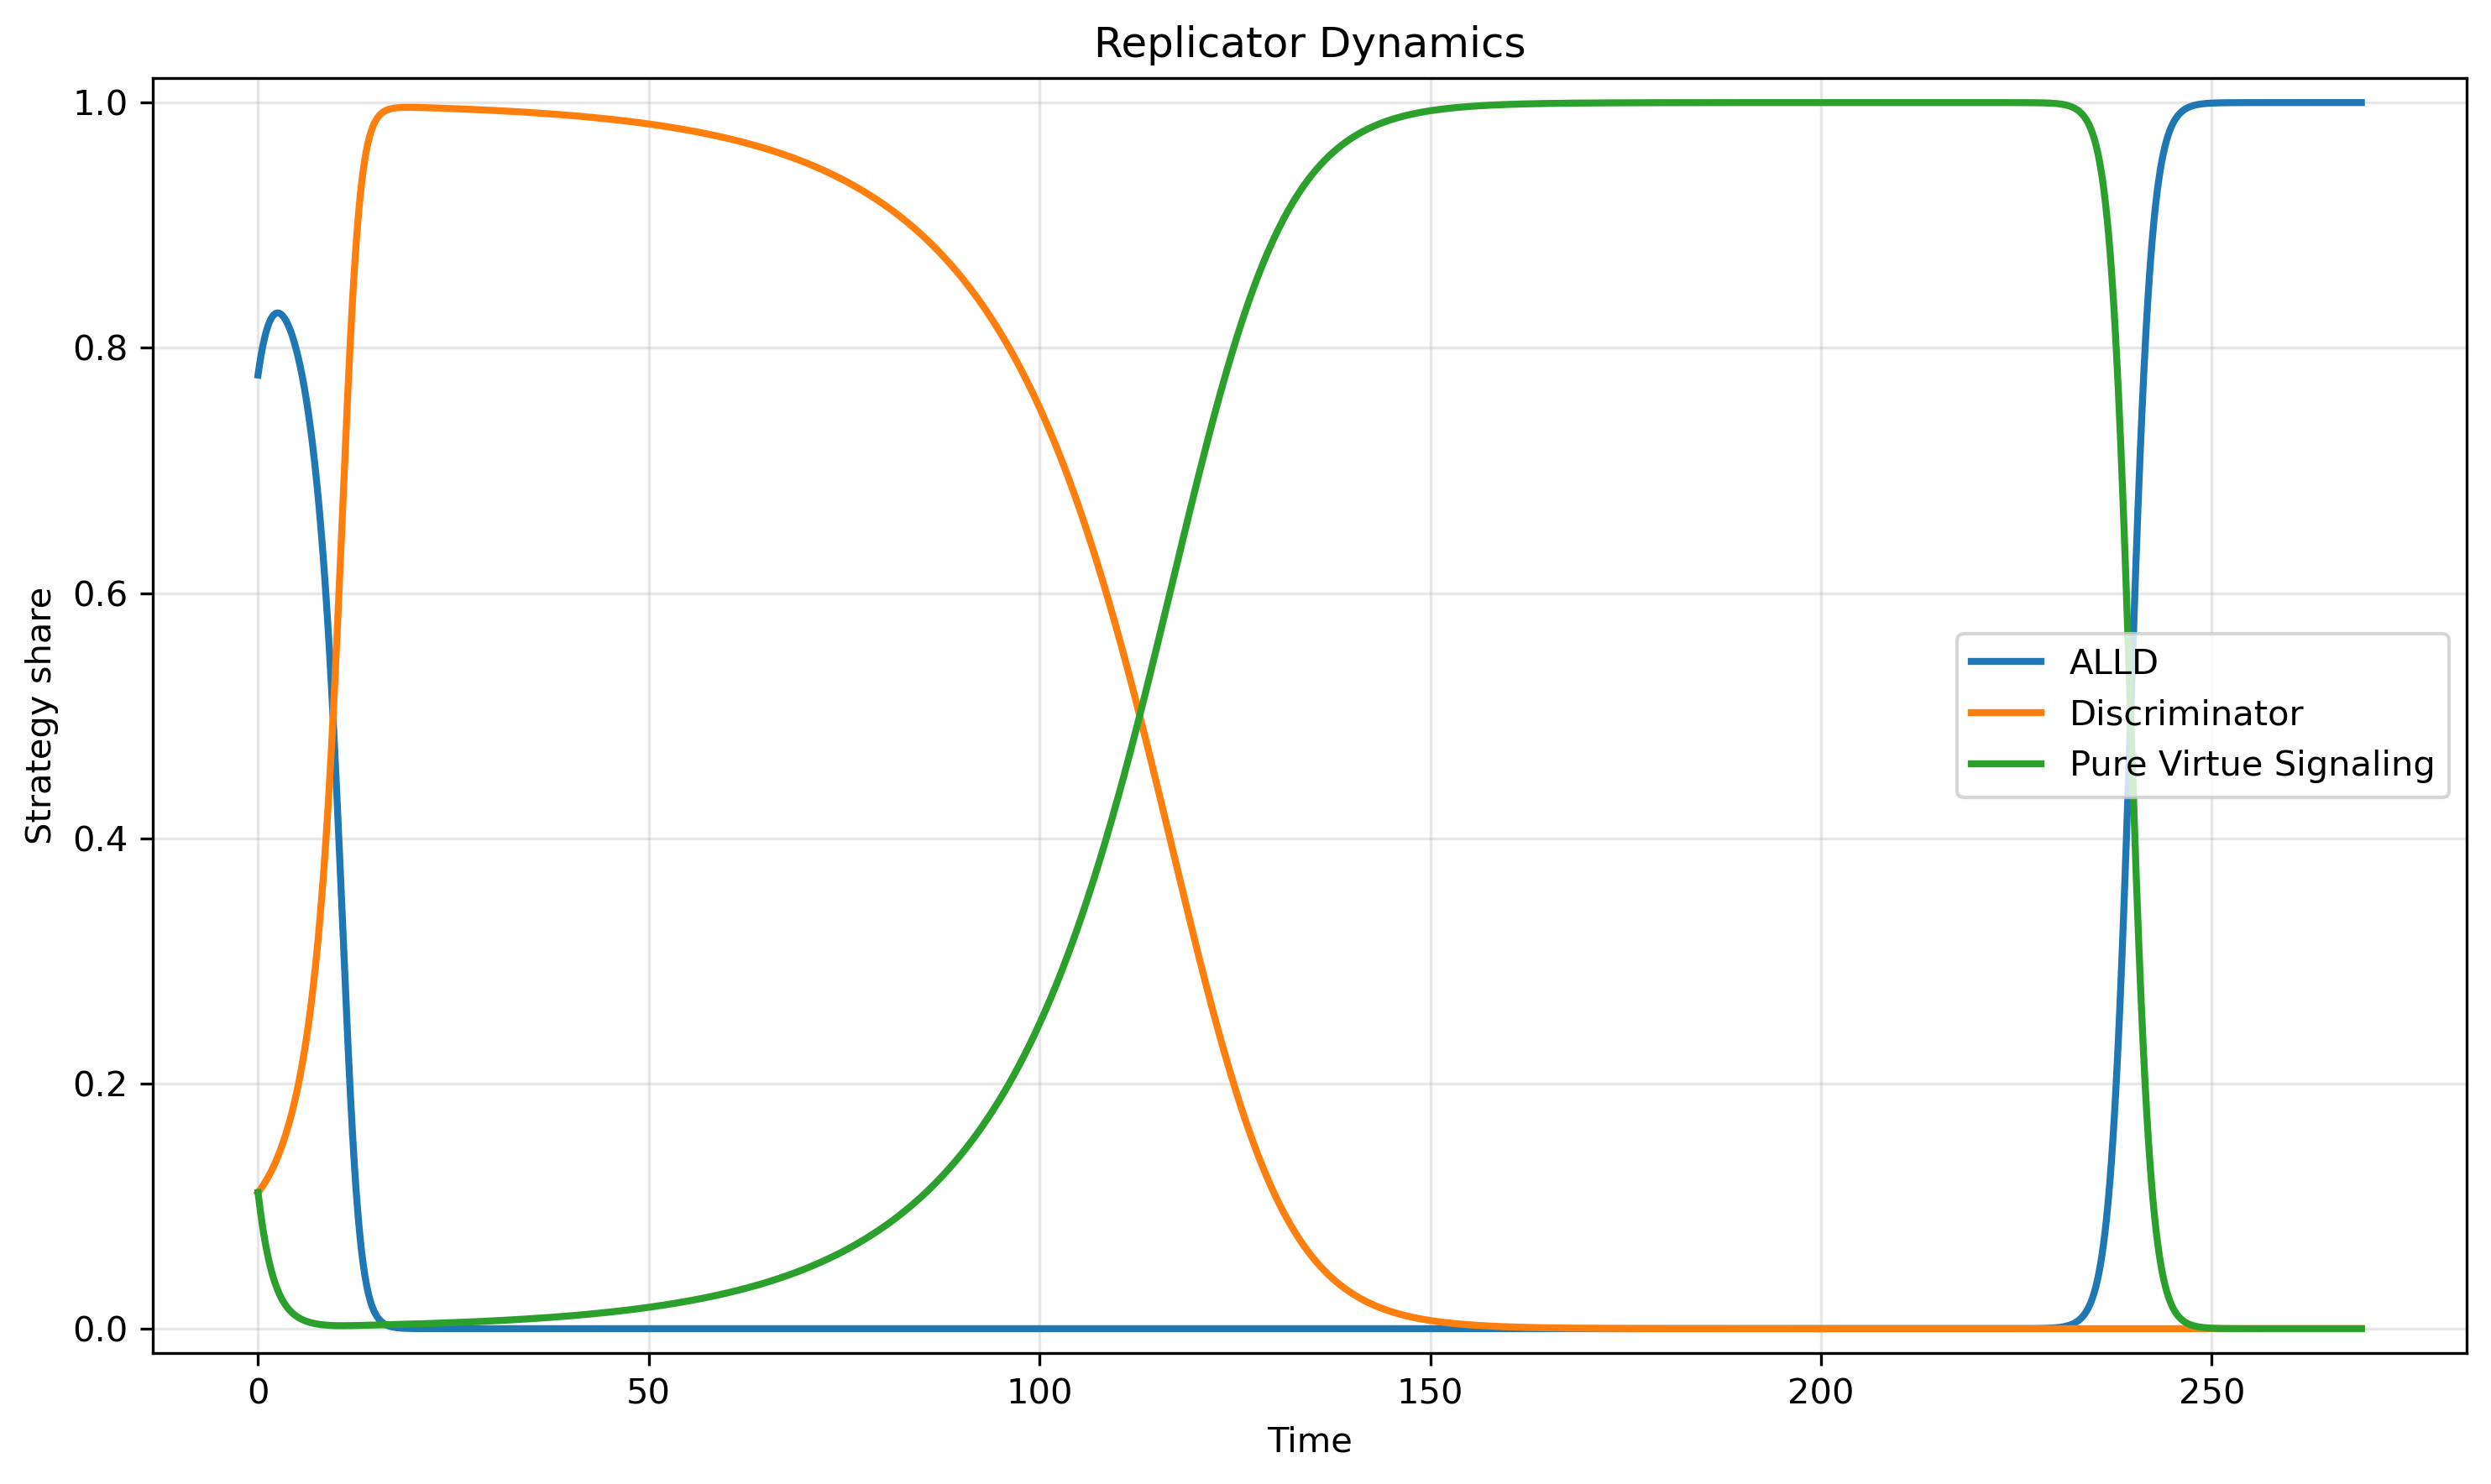 Replicator Dynamics
Strategy share
1.0
0.8
0.6
0.4
0.2
0.0
ALLD
Discriminator
Pure Virtue Signaling
0 50 100 150 200 250
Time